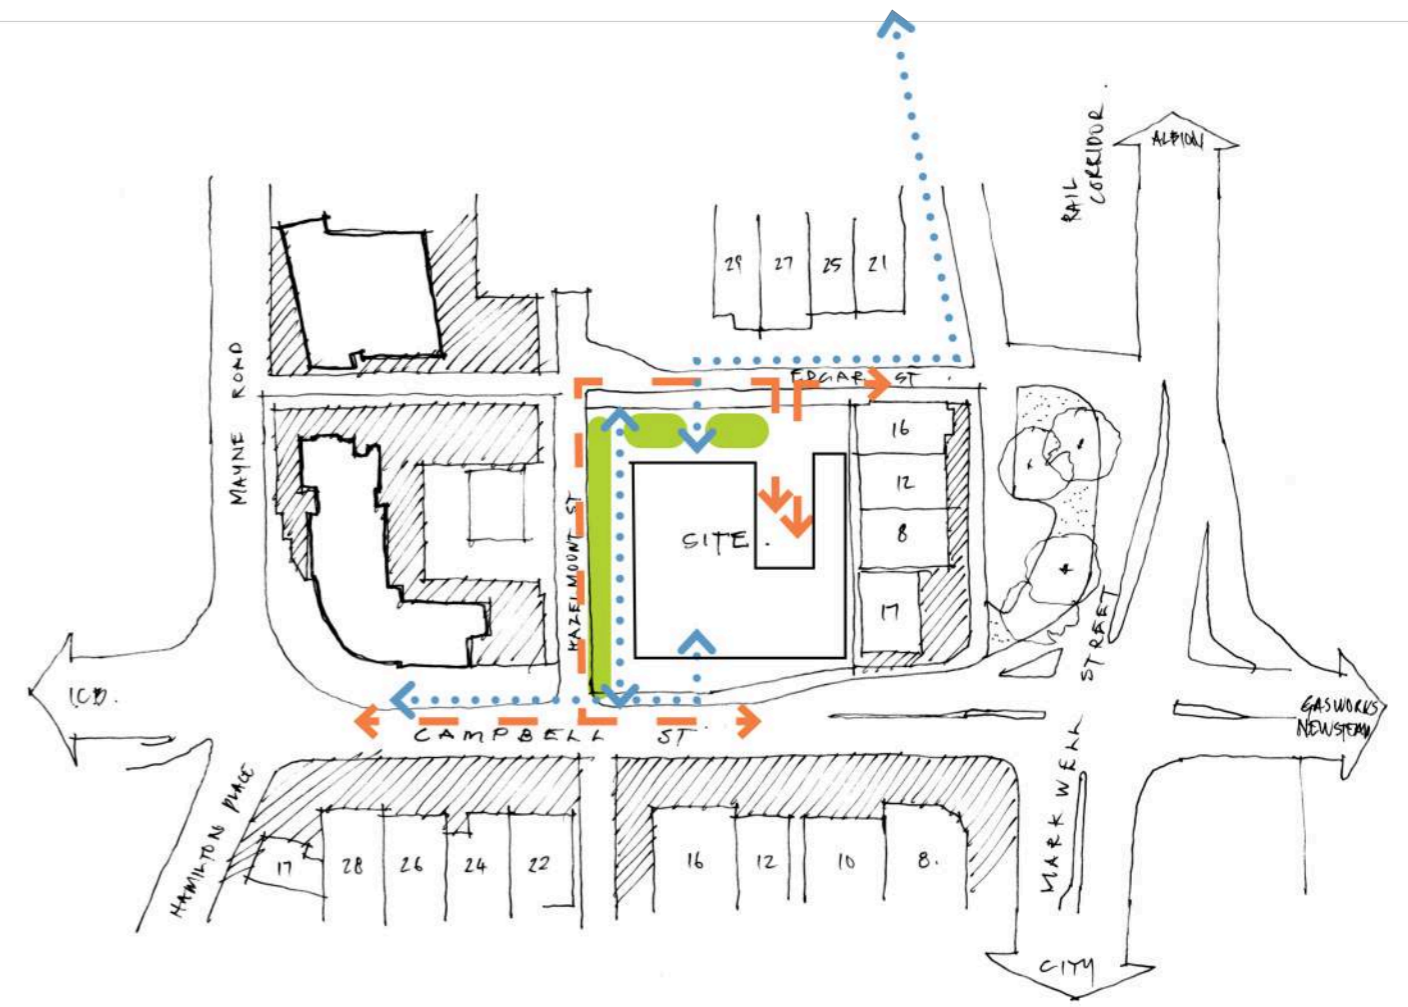 ALBION
RAIL
CORRIDOR.
29 27 25 21
EDGAR ST
MAYNE ROAD
16
12
8
17
SITE.
HAZELMOUNT ST
STREET
I.C.B.
GASWORKS
NEWSTEAD
CAMPBELL ST.
MARKWELL
HAMILTON PLACE
17 28 26 24 22 16 12 10 8.
CITY